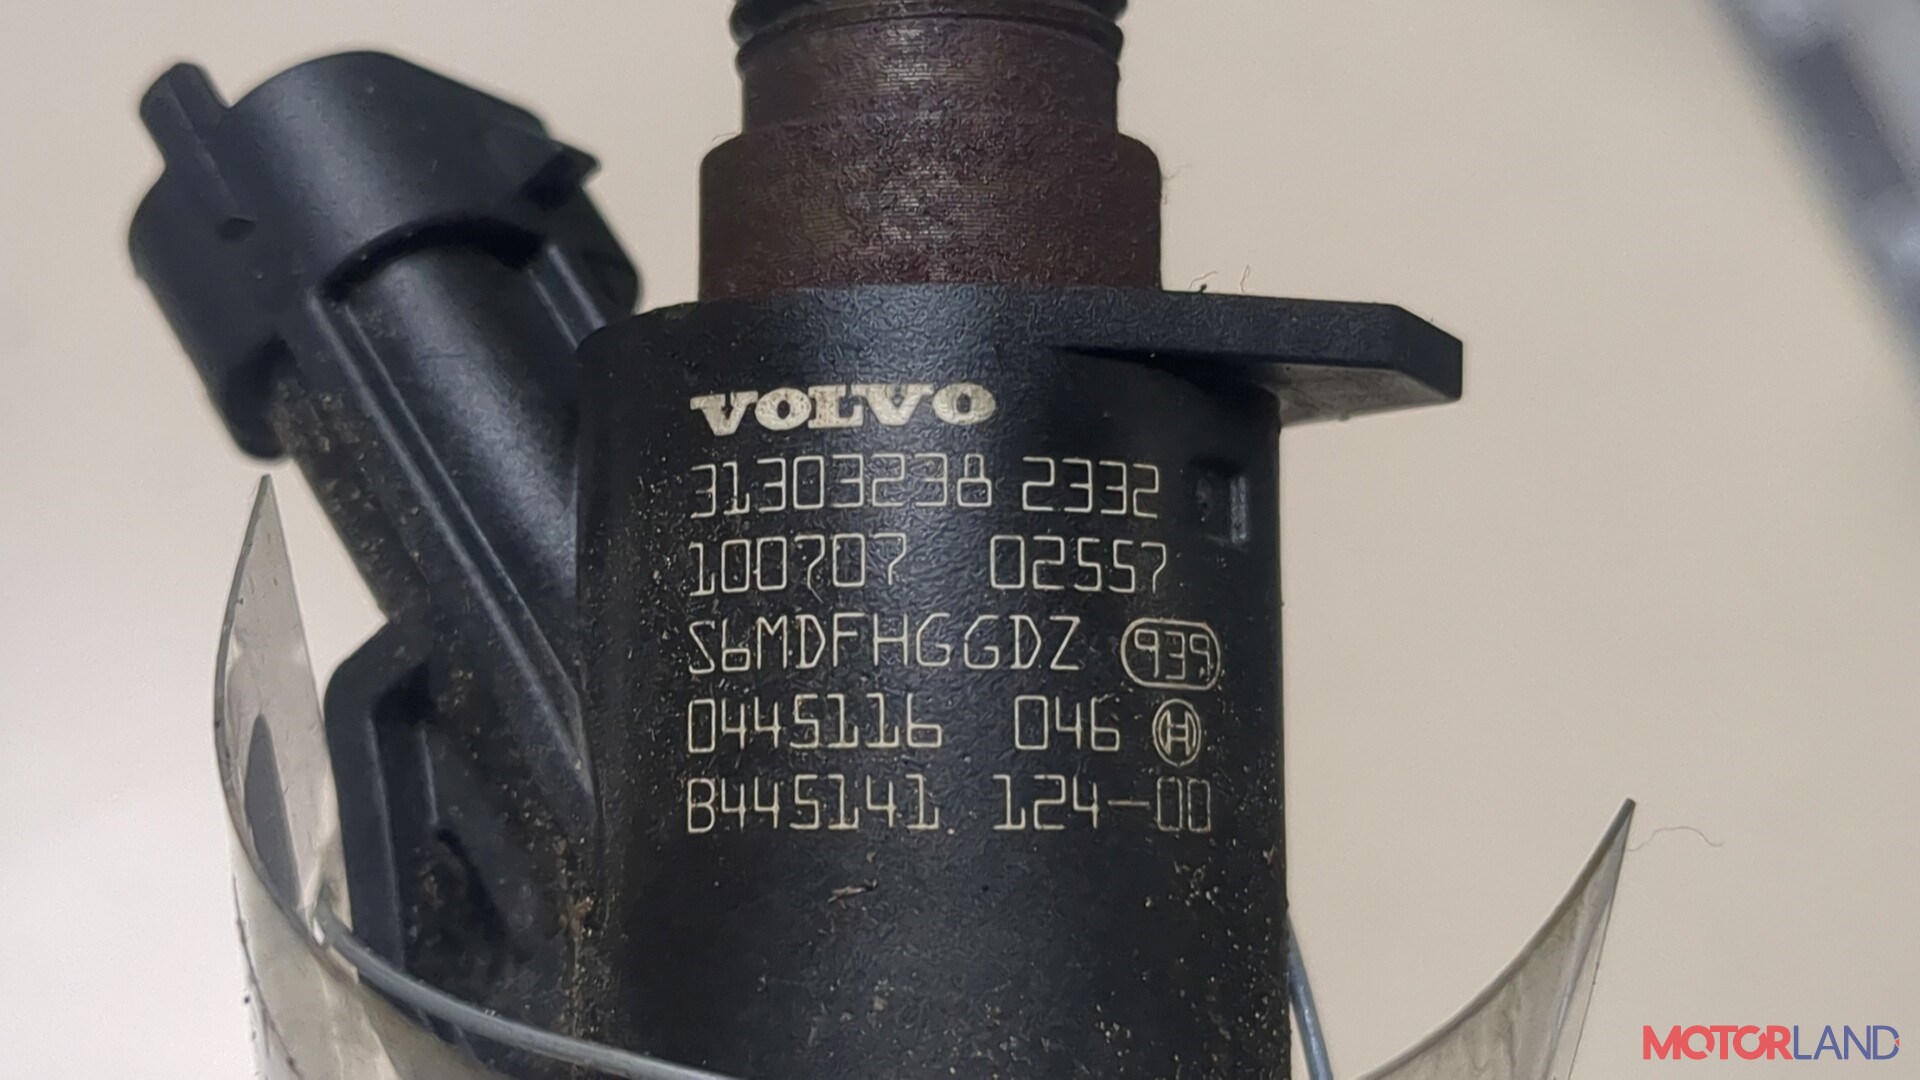 VOLVO
31303238 2332
100707 02557
S6MDFHGGDZ 939
0445116 046 H
B445141 124-00
MOTORLAND